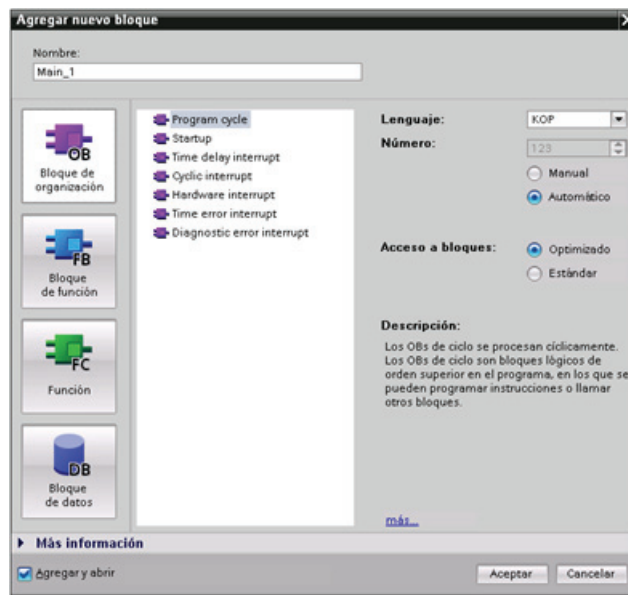 Agregar nuevo bloque
Nombre:
Main_1
OB
Bloque de
organización
FB
Bloque
de función
FC
Función
DB
Bloque
de datos
Program cycle
Startup
Time delay interrupt
Cyclic interrupt
Hardware interrupt
Time error interrupt
Diagnostic error interrupt
Lenguaje: KOP
Número: 123
Manual
Automático
Acceso a bloques: Optimizado
Estándar
Descripción:
Los OBs de ciclo se procesan cíclicamente.
Los OBs de ciclo son bloques lógicos de
orden superior en el programa, en los que se
pueden programar instrucciones o llamar
otros bloques.
más...
Más información
Agregar y abrir
Aceptar Cancelar